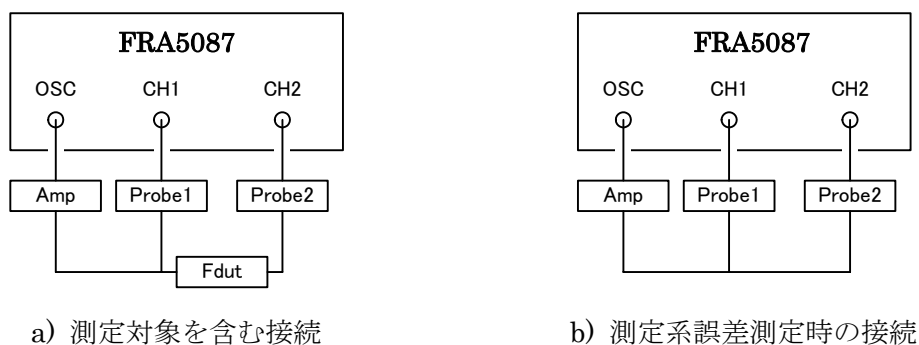 FRA5087
OSC CH1 CH2
Amp Probe1 Probe2
Fdut
a) 測定対象を含む接続
FRA5087
OSC CH1 CH2
Amp Probe1 Probe2
b) 測定系誤差測定時の接続